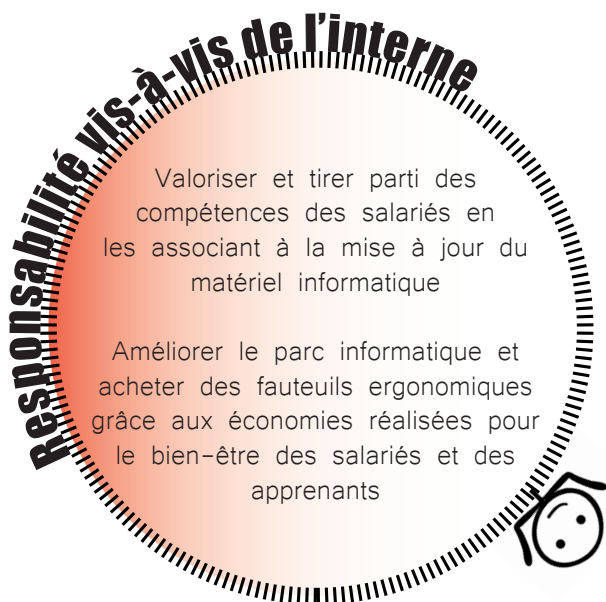 Responsabilité vis-à-vis de l'interne
Valoriser et tirer parti des
compétences des salariés en
les associant à la mise à jour du
matériel informatique
Améliorer le parc informatique et
acheter des fauteuils ergonomiques
grâce aux économies réalisées pour
le bien-être des salariés et des
apprenants